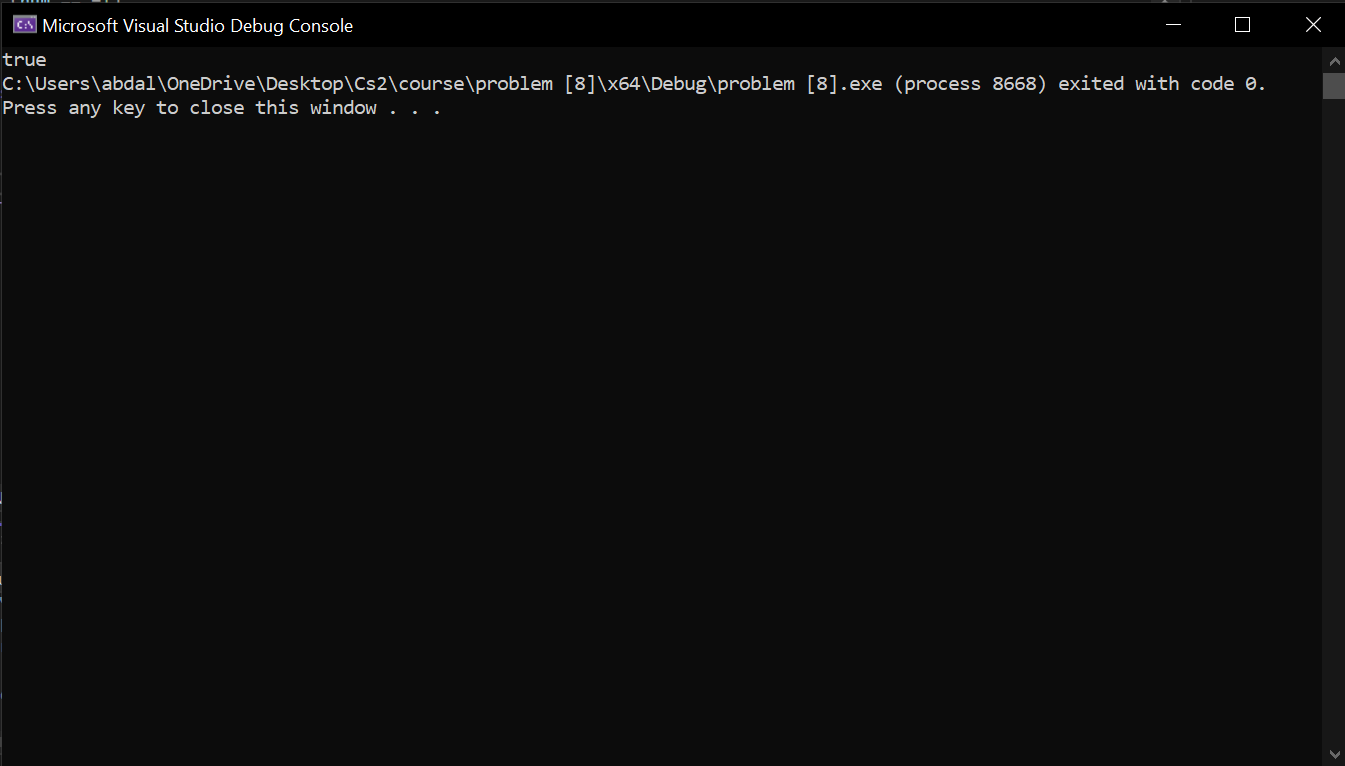 Microsoft Visual Studio Debug Console
true
C:\Users\abdal\OneDrive\Desktop\Cs2\course\problem [8]\x64\Debug\problem [8].exe (process 8668) exited with code 0.
Press any key to close this window . . .